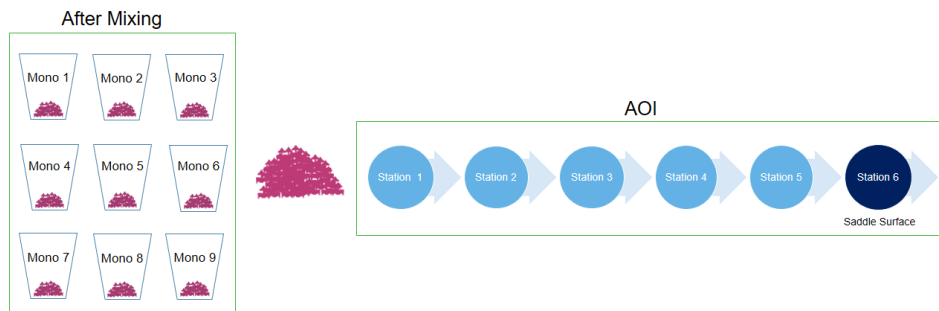 After Mixing
Mono 1
Mono 2
Mono 3
Mono 4
Mono 5
Mono 6
Mono 7
Mono 8
Mono 9
AOI
Station 1
Station 2
Station 3
Station 4
Station 5
Station 6
Saddle Surface